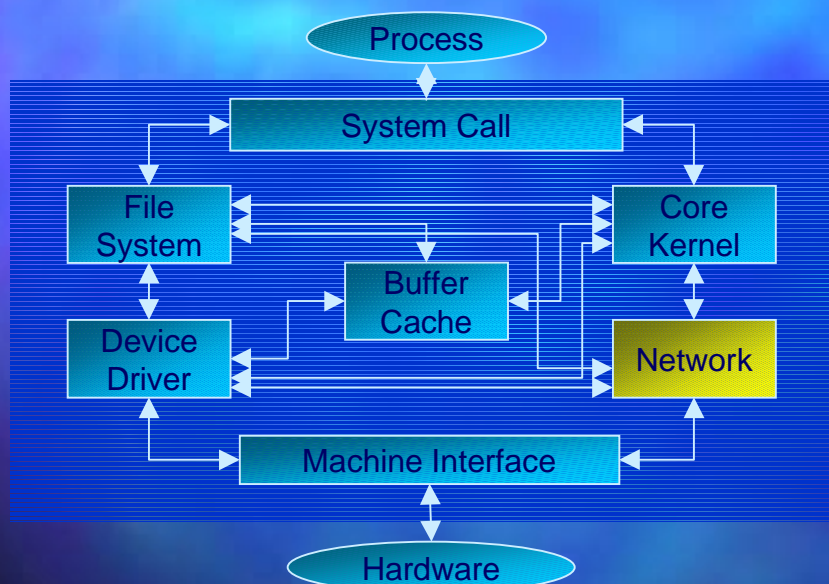 Process
System Call
File
System
Core
Kernel
Buffer
Cache
Device
Driver
Network
Machine Interface
Hardware